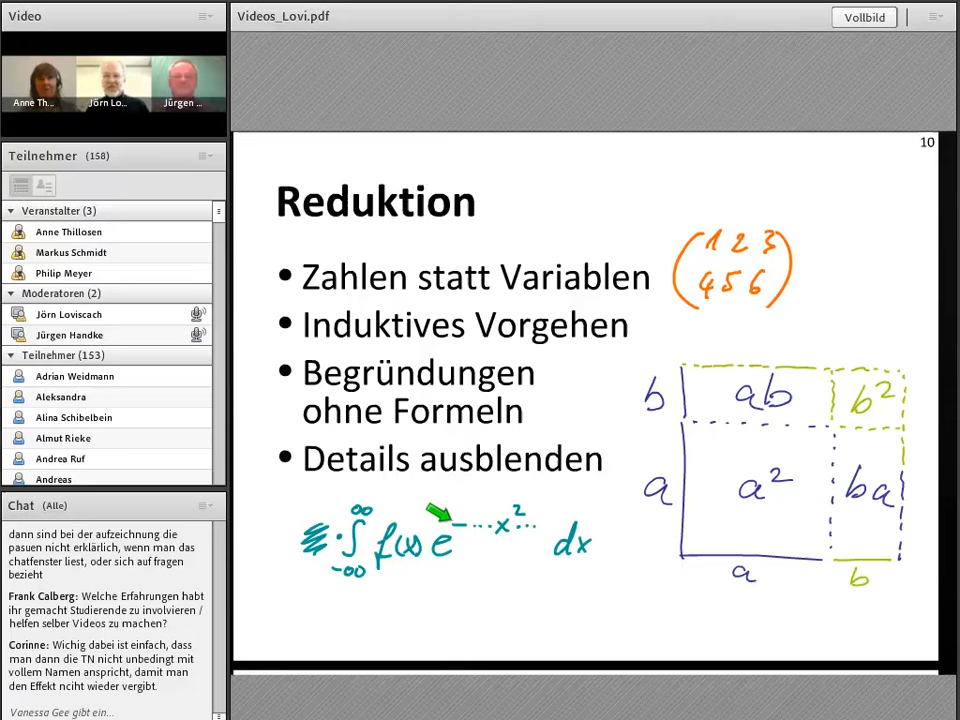 Video
Anne Th...
Jörn Lo...
Jürgen ...
Teilnehmer (158)
Veranstalter (3)
Anne Thillosen
Markus Schmidt
Philip Meyer
Moderatoren (2)
Jörn Loviscach
Jürgen Handke
Teilnehmer (153)
Adrian Weidmann
Aleksandra
Alina Schibelbein
Almut Rieke
Andrea Ruf
Andreas
Chat (Alle)
dann sind bei der aufzeichnung die
pasuen nicht erklärlich, wenn man das
chatfenster liest, oder sich auf fragen
bezieht
Frank Calberg: Welche Erfahrungen habt
ihr gemacht Studierende zu involvieren /
helfen selber Videos zu machen?
Corinne: Wichig dabei ist einfach, dass
man dann die TN nicht unbedingt mit
vollem Namen anspricht, damit man
den Effekt nciht wieder vergibt.
Vanessa Gee gibt ein...
Videos_Lovi.pdf
Vollbild
10
Reduktion
• Zahlen statt Variablen
• Induktives Vorgehen
• Begründungen
ohne Formeln
• Details ausblenden
(1 2 3
4 5 6)
b ab b²
a a² ba
a b
· ∫ −∞ ∞ f(x) e − ... x² ... dx